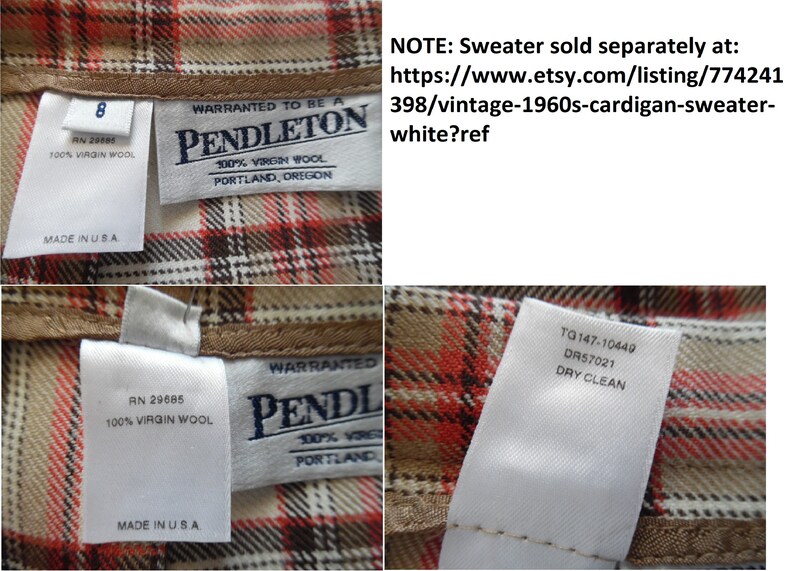 8
RN 29685
100% VIRGIN WOOL
MADE IN U.S.A.
WARRANTED TO BE A
PENDLETON
100% VIRGIN WOOL
PORTLAND, OREGON
NOTE: Sweater sold separately at:
https://www.etsy.com/listing/774241
398/vintage-1960s-cardigan-sweater-
white?ref
RN 29685
100% VIRGIN WOOL
MADE IN U.S.A.
WARRANTED
PENDL
100% VIRG
PORTLAND,
TG147-10449
DR57021
DRY CLEAN